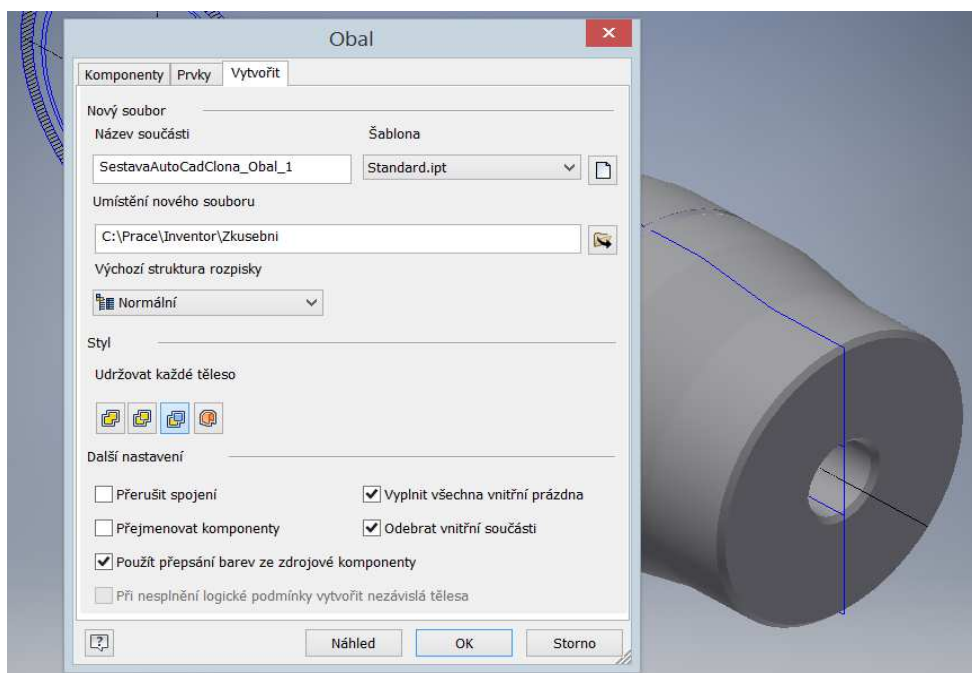 Obal
Komponenty Prvky Vytvořit
Nový soubor
Název součásti Šablona
SestavaAutoCadClona_Obal_1 Standard.ipt
Umístění nového souboru
C:\Prace\Inventor\Zkusebni
Výchozí struktura rozpisky
Normální
Styl
Udržovat každé těleso
Další nastavení
Přerušit spojení Vyplnit všechna vnitřní prázdna
Přejmenovat komponenty Odebrat vnitřní součásti
Použít přepsání barev ze zdrojové komponenty
Při nesplnění logické podmínky vytvořit nezávislá tělesa
Náhled OK Storno